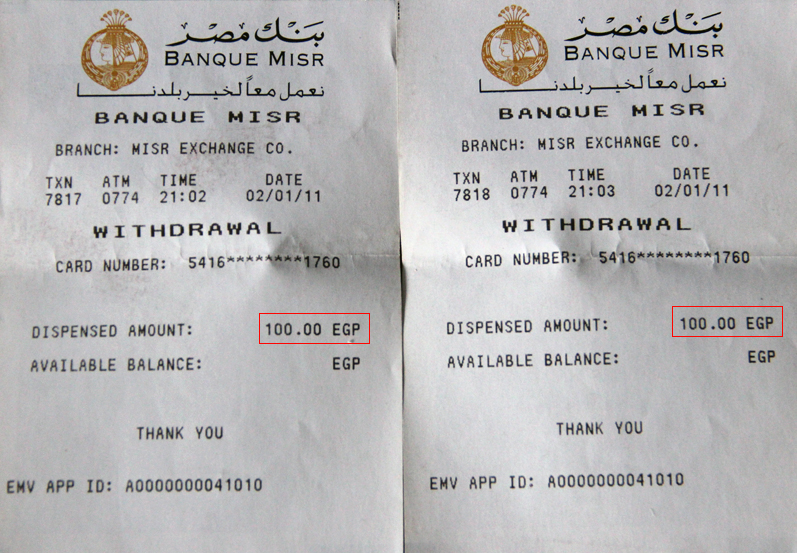 بنك مصر
BANQUE MISR
نعمل معاً لخير بلدنا
BANQUE MISR
BRANCH: MISR EXCHANGE CO.
TXN ATM TIME DATE
7817 0774 21:02 02/01/11
WITHDRAWAL
CARD NUMBER: 5416********1760
DISPENSED AMOUNT: 100.00 EGP
AVAILABLE BALANCE: EGP
THANK YOU
EMV APP ID: A0000000041010
بنك مصر
BANQUE MISR
نعمل معاً لخير بلدنا
BANQUE MISR
BRANCH: MISR EXCHANGE CO.
TXN ATM TIME DATE
7818 0774 21:03 02/01/11
WITHDRAWAL
CARD NUMBER: 5416********1760
DISPENSED AMOUNT: 100.00 EGP
AVAILABLE BALANCE: EGP
THANK YOU
EMV APP ID: A0000000041010